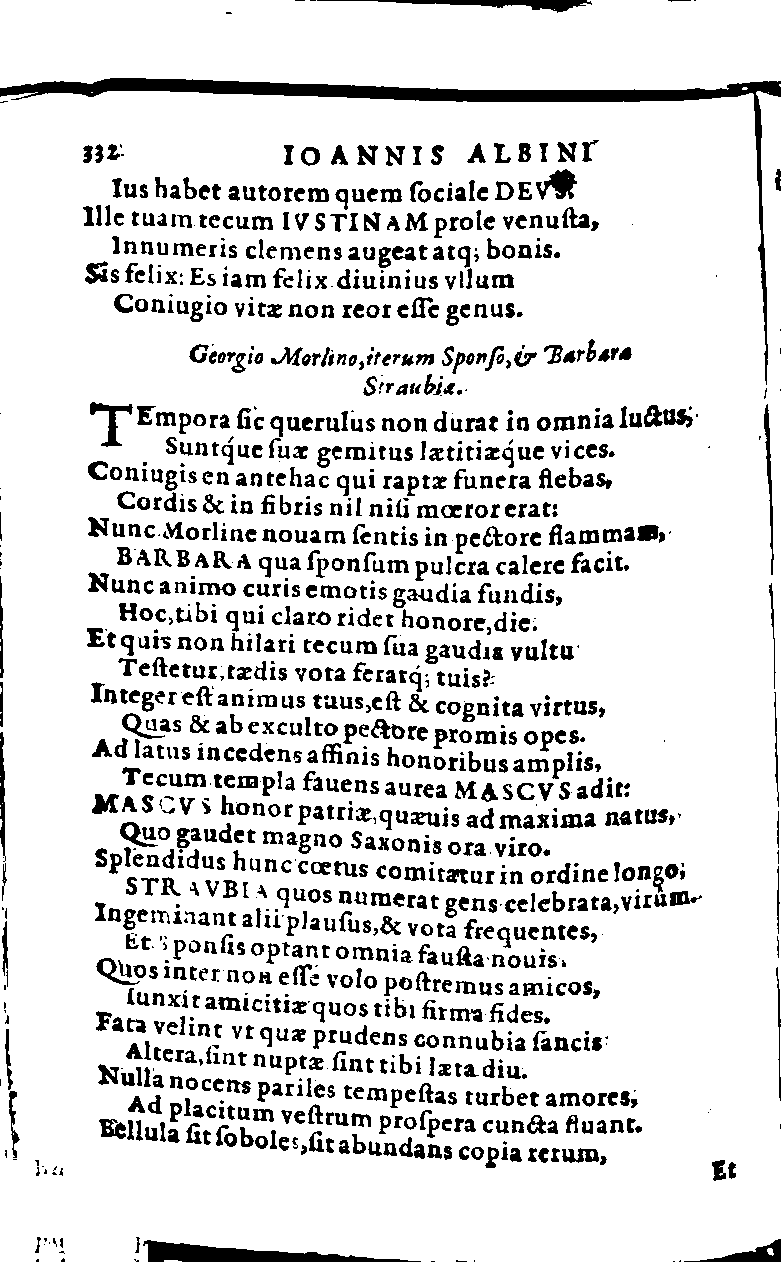 332 IOANNIS ALBINI
Ius habet autorem quem ſociale DEVS:
Ille tuam tecum IVSTINAM prole venuſta,
Innumeris clemens augeat atq; bonis.
Sis felix: Es iam felix diuinius vllum
Coniugio vitæ non reor eſſe genus.
Georgio Morlino, iterum Sponſo, & Barbara
Straubia.
TEmpora ſic querulus non durat in omnia luctus,
Suntq́ue ſuæ gemitus lætitiæq́ue vices.
Coniugis en antehac qui raptæ funera flebas,
Cordis & in fibris nil niſi mœror erat:
Nunc Morline nouam ſentis in pectore flammam,
BARBARA qua ſponſum pulcra calere facit.
Nunc animo curis emotis gaudia fundis,
Hoc, tibi qui claro ridet honore, die.
Et quis non hilari tecum ſua gaudia vultu
Teſtetur, tædis vota feratq́; tuis?
Integer eſt animus tuus, eſt & cognita virtus,
Quas & ab exculto pectore promis opes.
Ad latus incedens affinis honoribus amplis,
Tecum templa fauens aurea MASCVS adit:
MASCVS honor patriæ, quæuis ad maxima natus,
Quo gaudet magno Saxonis ora viro.
Splendidus hunc cœtus comitatur in ordine longo;
STRAVBIA quos numerat gens celebrata, virûm.
Ingeminant alii plauſus, & vota frequentes,
Et Sponſis optant omnia fauſta nouis.
Quos inter non eſſe volo poſtremus amicos,
Iunxit amicitiæ quos tibi firma fides.
Fata velint vt quæ prudens connubia ſancis
Altera, ſint nuptæ ſint tibi læta diu.
Nulla nocens pariles tempeſtas turbet amores,
Ad placitum veſtrum proſpera cuncta fluant.
Bellula ſit ſoboles, ſit abundans copia rerum,
Et